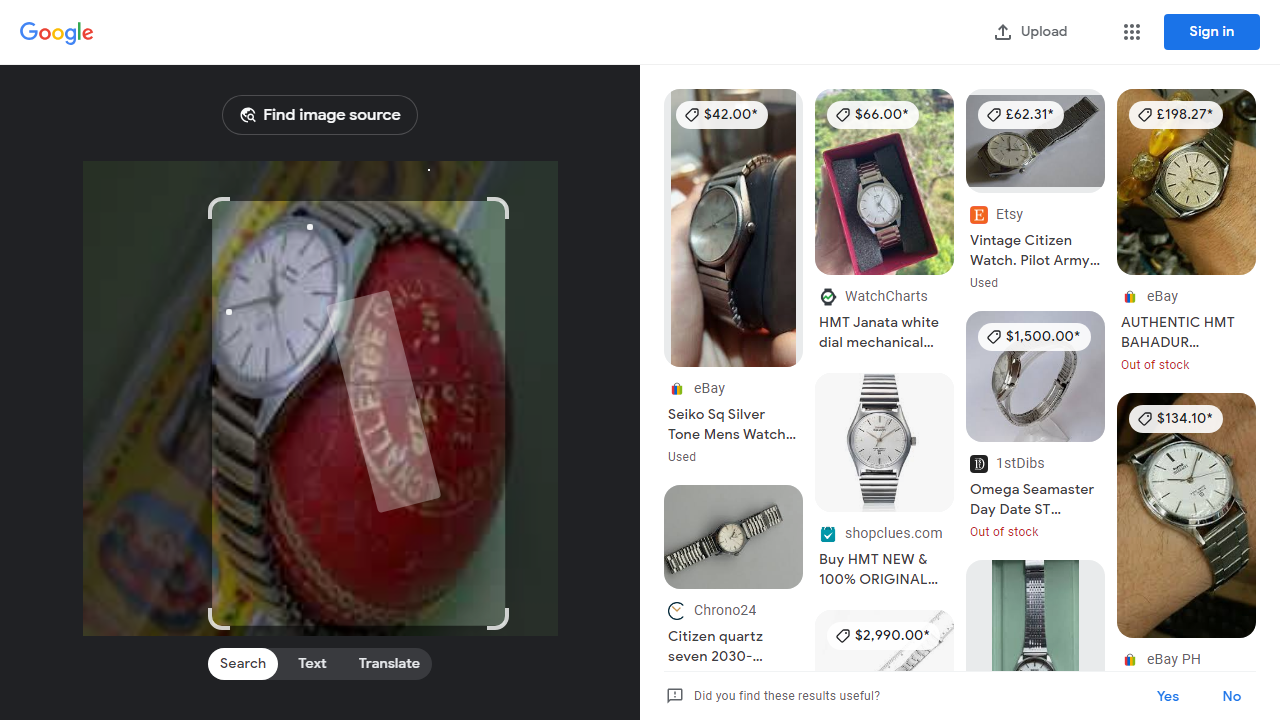 Google
Upload
Sign in
Find image source
CHALLENGE
Search
Text
Translate
$42.00*
eBay
Seiko Sq Silver
Tone Mens Watch...
Used
Chrono24
Citizen quartz
seven 2030-...
$66.00*
WatchCharts
HMT Janata white
dial mechanical...
shopclues.com
Buy HMT NEW &
100% ORIGINAL...
$2,990.00*
£62.31*
Etsy
Vintage Citizen
Watch. Pilot Army...
Used
$1,500.00*
1stDibs
Omega Seamaster
Day Date ST...
Out of stock
£198.27*
eBay
AUTHENTIC HMT
BAHADUR...
Out of stock
$134.10*
eBay PH
Did you find these results useful?
Yes
No